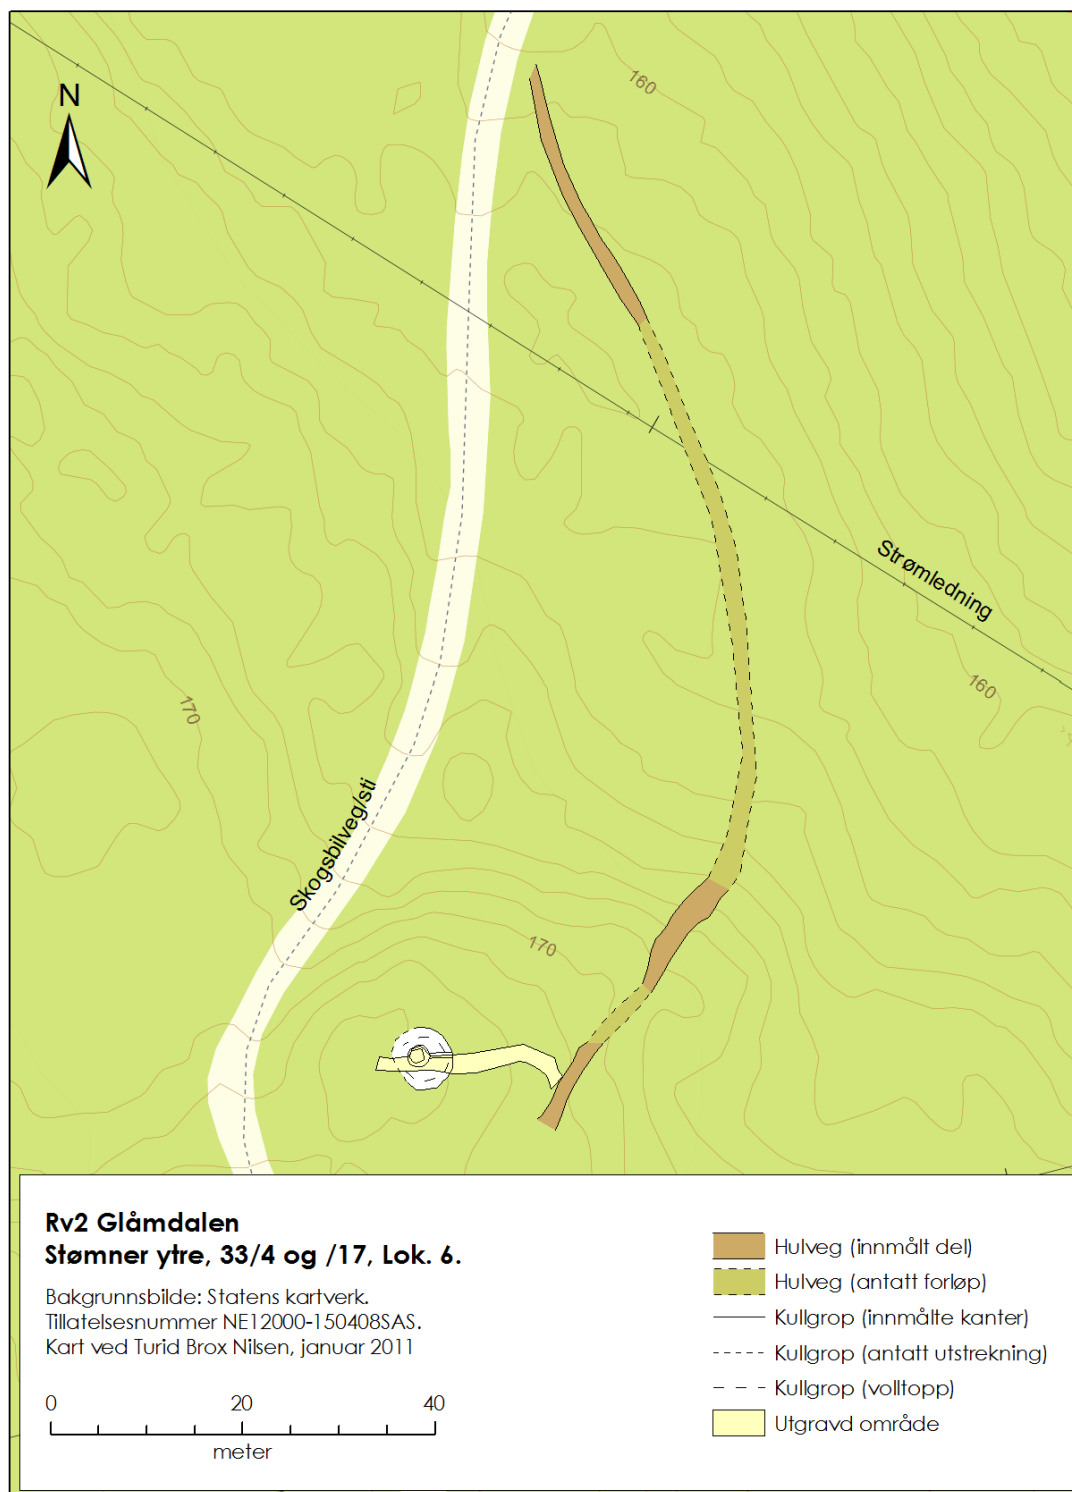 N
160
Strømledning
160
170
Skogsbilveg/sti
170
Rv2 Glåmdalen
Stømner ytre, 33/4 og /17, Lok. 6.
Bakgrunnsbilde: Statens kartverk.
Tillatelsesnummer NE12000-150408SAS.
Kart ved Turid Brox Nilsen, januar 2011
0 20 40
meter
Hulveg (innmålt del)
Hulveg (antatt forløp)
Kullgrop (innmålte kanter)
Kullgrop (antatt utstrekning)
Kullgrop (volltopp)
Utgravd område